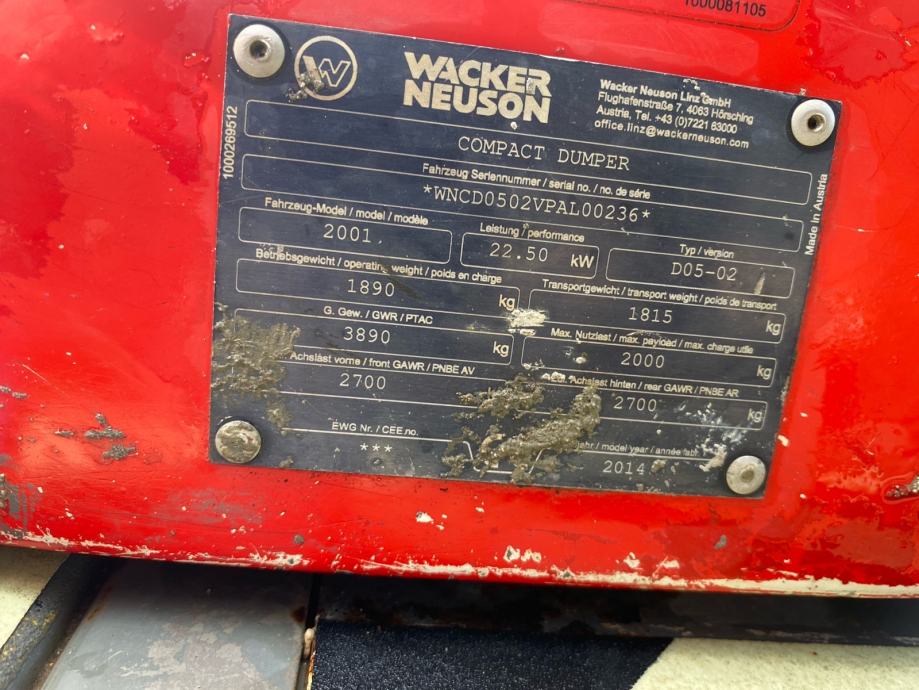 1000081105
W
WACKER
NEUSON
Wacker Neuson Linz GmbH
Flughafenstraße 7, 4063 Hörsching
Austria, Tel. +43 (0)7221 63000
office.linz@wackerneuson.com
1000269512
COMPACT DUMPER
Fahrzeug Seriennummer / serial no. / no. de série
*WNCD0502VPAL00236*
Made in Austria
Fahrzeug-Model / model / modèle
2001
Leistung / performance
22.50 kW
Typ / version
D05-02
Betriebsgewicht / operating weight / poids en charge
1890 kg
Transportgewicht / transport weight / poids de transport
1815 kg
G. Gew. / GWR / PTAC
3890 kg
Max. Nutzlast / max. payload / max. charge utile
2000 kg
Achslast vorne / front GAWR / PNBE AV
2700
Achslast hinten / rear GAWR / PNBE AR
2700 kg
EWG Nr. / CEE.no.
***
/ model year / année fabr.
2014